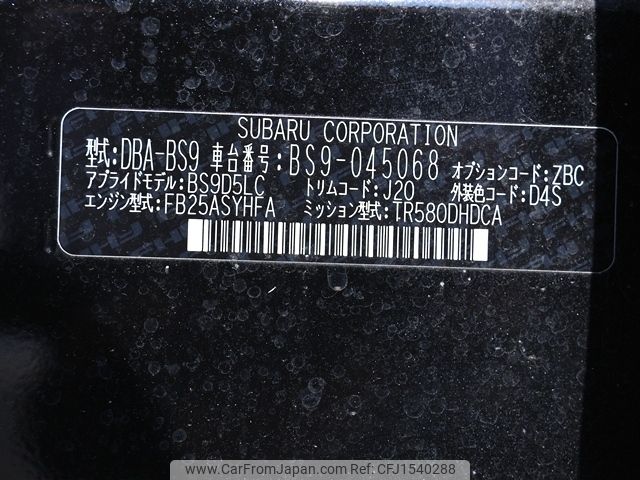 SUBARU CORPORATION
型式:DBA-BS9 車台番号:BS9-045068 オプションコード:ZBC
アプライドモデル:BS9D5LC トリムコード:J20 外装色コード:D4S
エンジン型式:FB25ASYHFA ミッション型式:TR580DHDCA
www.CarFromJapan.com | © CarFromJapan | CFJ1540288